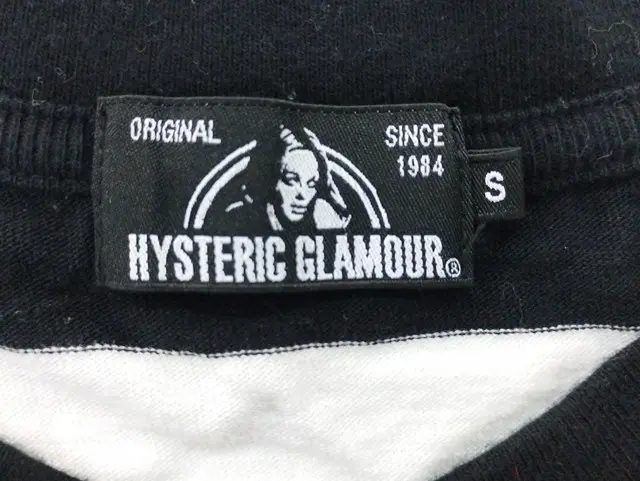 ORIGINAL
SINCE
1984
HYSTERIC GLAMOUR®
S